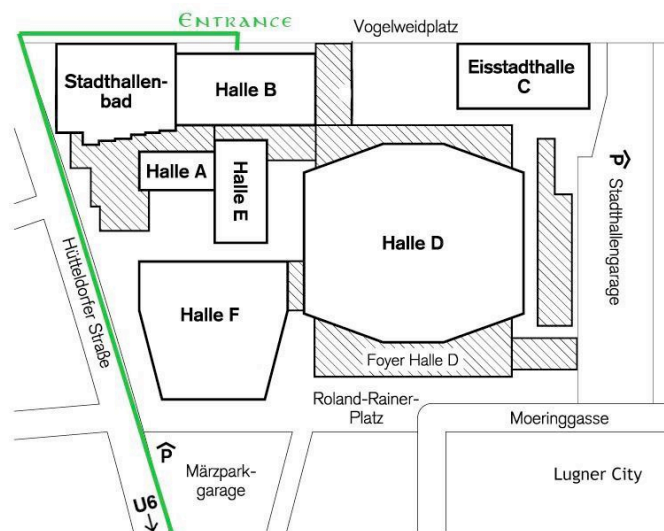 ENTRANCE
Vogelweidplatz
Stadthallen-
bad
Halle B
Eisstadthalle
C
Halle A
Halle E
P
Stadthallengarage
Halle D
Hütteldorfer Straße
Halle F
Foyer Halle D
Roland-Rainer-
Platz
Moeringgasse
P
Märzpark-
garage
Lugner City
U6